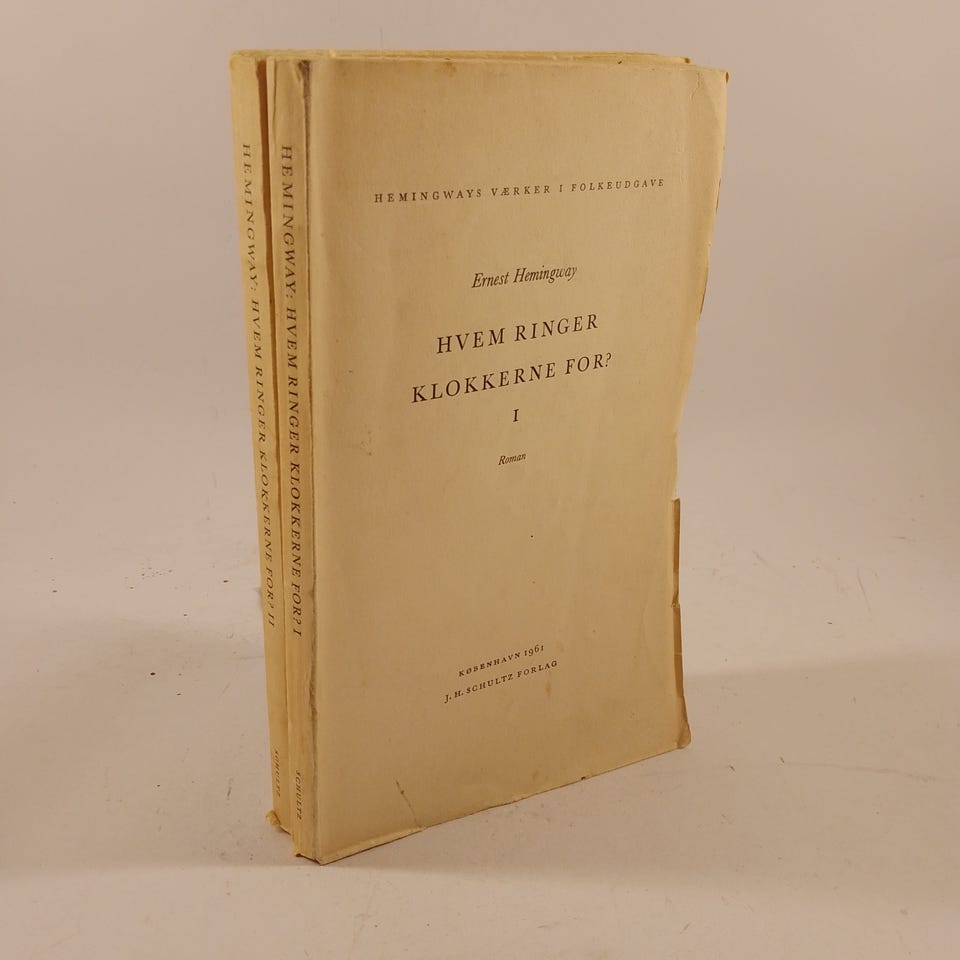 HEMINGWAY: HVEM RINGER KLOKKERNE FOR? II
SCHULTZ
HEMINGWAY: HVEM RINGER KLOKKERNE FOR? I
SCHULTZ
HEMINGWAYS VÆRKER I FOLKEUDGAVE
Ernest Hemingway
HVEM RINGER
KLOKKERNE FOR?
I
Roman
KØBENHAVN 1961
J. H. SCHULTZ FORLAG